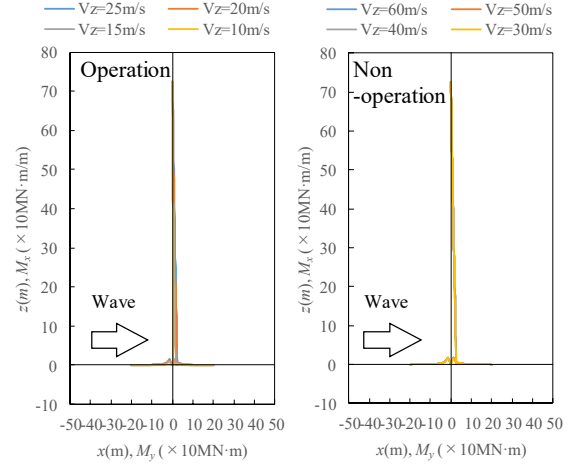 Vz=25m/s Vz=20m/s
Vz=15m/s Vz=10m/s
80
70
60
50
40
30
20
10
0
-10
z(m), Mx (×10MN·m/m)
Operation
Wave
-50-40-30-20-10 0 10 20 30 40 50
x(m), My (×10MN·m)
Vz=60m/s Vz=50m/s
Vz=40m/s Vz=30m/s
80
70
60
50
40
30
20
10
0
-10
z(m), Mx (×10MN·m/m)
Non
-operation
Wave
-50-40-30-20-10 0 10 20 30 40 50
x(m), My (×10MN·m)